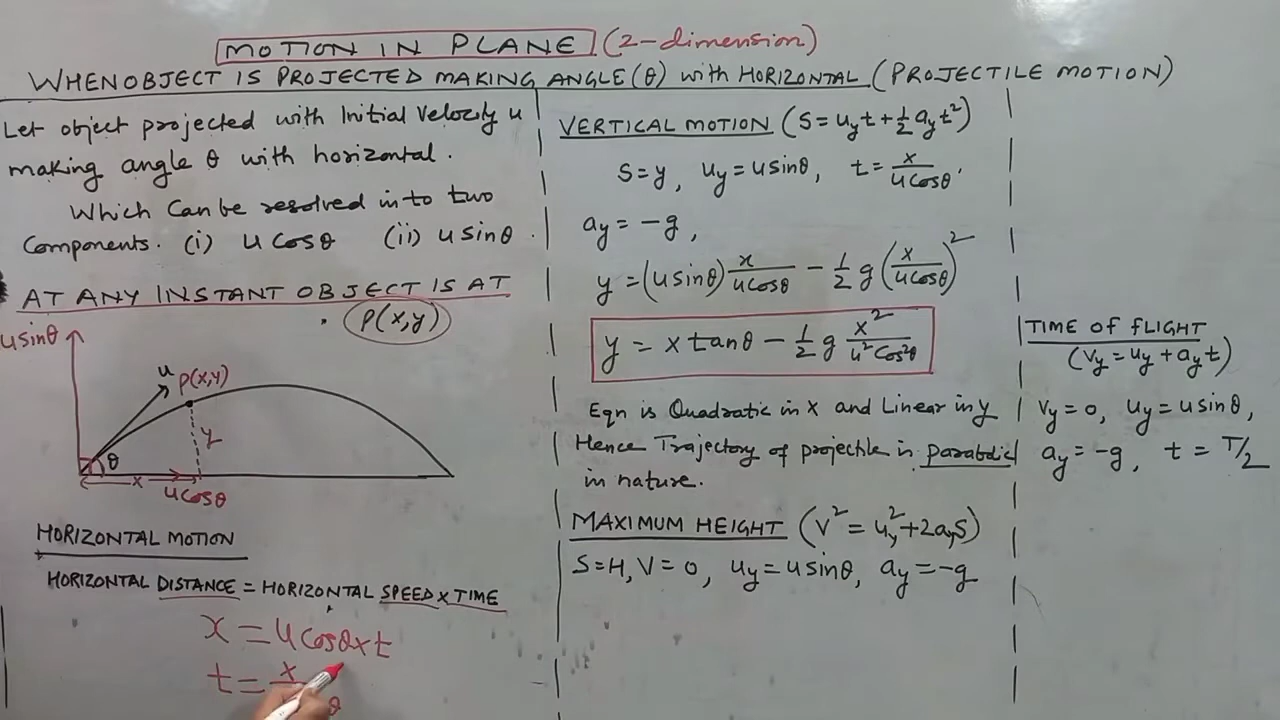 MOTION IN PLANE (2-dimension)
WHEN OBJECT IS PROJECTED MAKING ANGLE (θ) with HORIZONTAL (PROJECTILE MOTION)
Let object projected with Initial Velocity u
making angle θ with horizontal.
Which Can be resolved in to two
Components. (i) u cosθ (ii) u sinθ.
AT ANY INSTANT OBJECT IS AT
P(x,y)
usinθ
u
P(x,y)
y
θ
x
ucosθ
HORIZONTAL MOTION
HORIZONTAL DISTANCE = HORIZONTAL SPEED × TIME
x = u cosθ × t
t = x
θ
VERTICAL MOTION (S = u_y t + 1/2 a_y t²)
S = y, u_y = u sinθ, t = x/u cosθ.
a_y = -g,
y = (u sinθ) x/u cosθ - 1/2 g (x/u cosθ)²
y = x tanθ - 1/2 g x²/u² Cos²θ
Eqn is Quadratic in x and Linear in y
Hence Trajectory of projectile is parabolic
in nature.
MAXIMUM HEIGHT (V² = u_y² + 2a_y S)
S = H, V = 0, u_y = u sinθ, a_y = -g
TIME OF FLIGHT
(V_y = u_y + a_y t)
V_y = 0, u_y = u sinθ,
a_y = -g, t = T/2